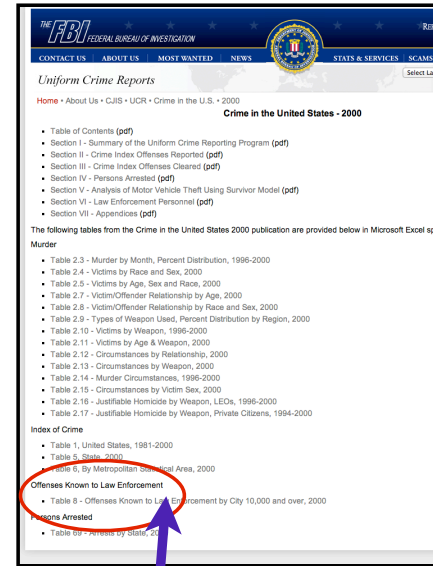 THE FBI FEDERAL BUREAU OF INVESTIGATION
CONTACT US ABOUT US MOST WANTED NEWS STATS & SERVICES SCAMS
Uniform Crime Reports
Home • About Us • CJIS • UCR • Crime in the U.S. • 2000
Crime in the United States - 2000
Table of Contents (pdf)
Section I - Summary of the Uniform Crime Reporting Program (pdf)
Section II - Crime Index Offenses Reported (pdf)
Section III - Crime Index Offenses Cleared (pdf)
Section IV - Persons Arrested (pdf)
Section V - Analysis of Motor Vehicle Theft Using Survivor Model (pdf)
Section VI - Law Enforcement Personnel (pdf)
Section VII - Appendices (pdf)
The following tables from the Crime in the United States 2000 publication are provided below in Microsoft Excel sp
Murder
Table 2.3 - Murder by Month, Percent Distribution, 1996-2000
Table 2.4 - Victims by Race and Sex, 2000
Table 2.5 - Victims by Age, Sex and Race, 2000
Table 2.7 - Victim/Offender Relationship by Age, 2000
Table 2.8 - Victim/Offender Relationship by Race and Sex, 2000
Table 2.9 - Types of Weapon Used, Percent Distribution by Region, 2000
Table 2.10 - Victims by Weapon, 1996-2000
Table 2.11 - Victims by Age & Weapon, 2000
Table 2.12 - Circumstances by Relationship, 2000
Table 2.13 - Circumstances by Weapon, 2000
Table 2.14 - Murder Circumstances, 1996-2000
Table 2.15 - Circumstances by Victim Sex, 2000
Table 2.16 - Justifiable Homicide by Weapon, LEOs, 1996-2000
Table 2.17 - Justifiable Homicide by Weapon, Private Citizens, 1994-2000
Index of Crime
Table 1, United States, 1981-2000
Table 5, State, 2000
Table 6, By Metropolitan Statistical Area, 2000
Offenses Known to Law Enforcement
Table 8 - Offenses Known to Law Enforcement by City 10,000 and over, 2000
Persons Arrested
Table 69 - Arrests by State, 20